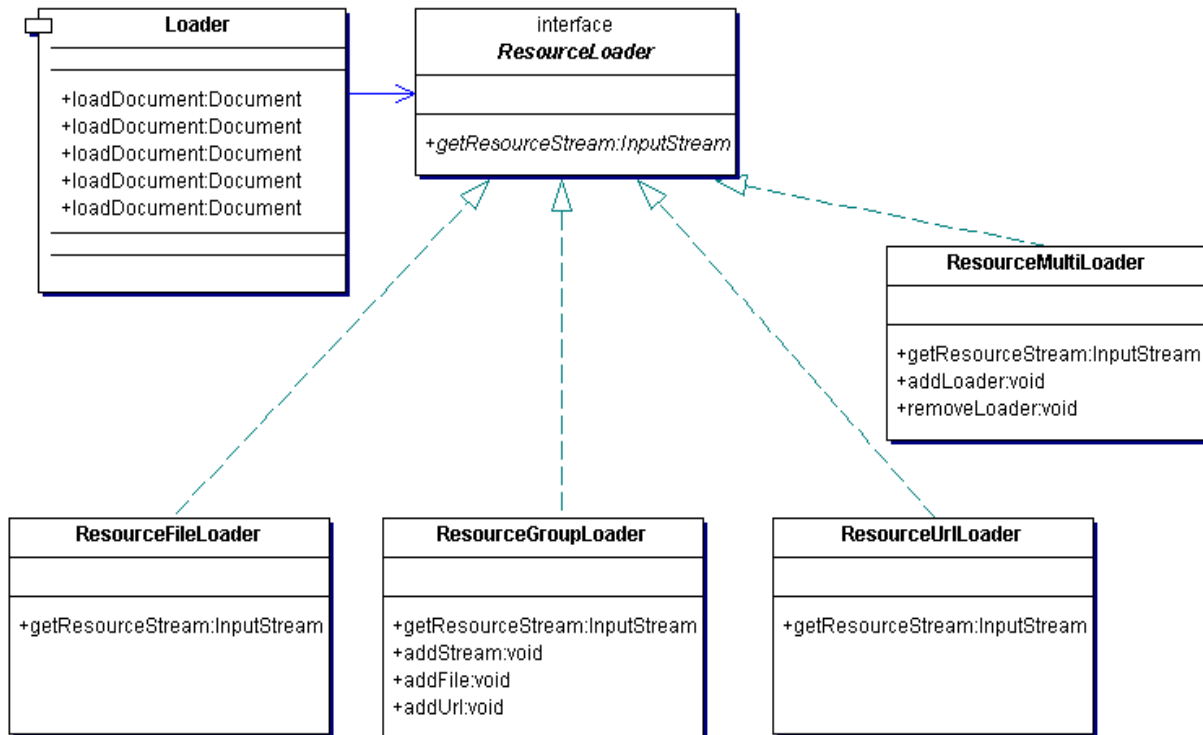 Loader
+loadDocument:Document
+loadDocument:Document
+loadDocument:Document
+loadDocument:Document
+loadDocument:Document
interface
ResourceLoader
+getResourceStream:InputStream
ResourceMultiLoader
+getResourceStream:InputStream
+addLoader:void
+removeLoader:void
ResourceFileLoader
+getResourceStream:InputStream
ResourceGroupLoader
+getResourceStream:InputStream
+addStream:void
+addFile:void
+addUrl:void
ResourceUrlLoader
+getResourceStream:InputStream